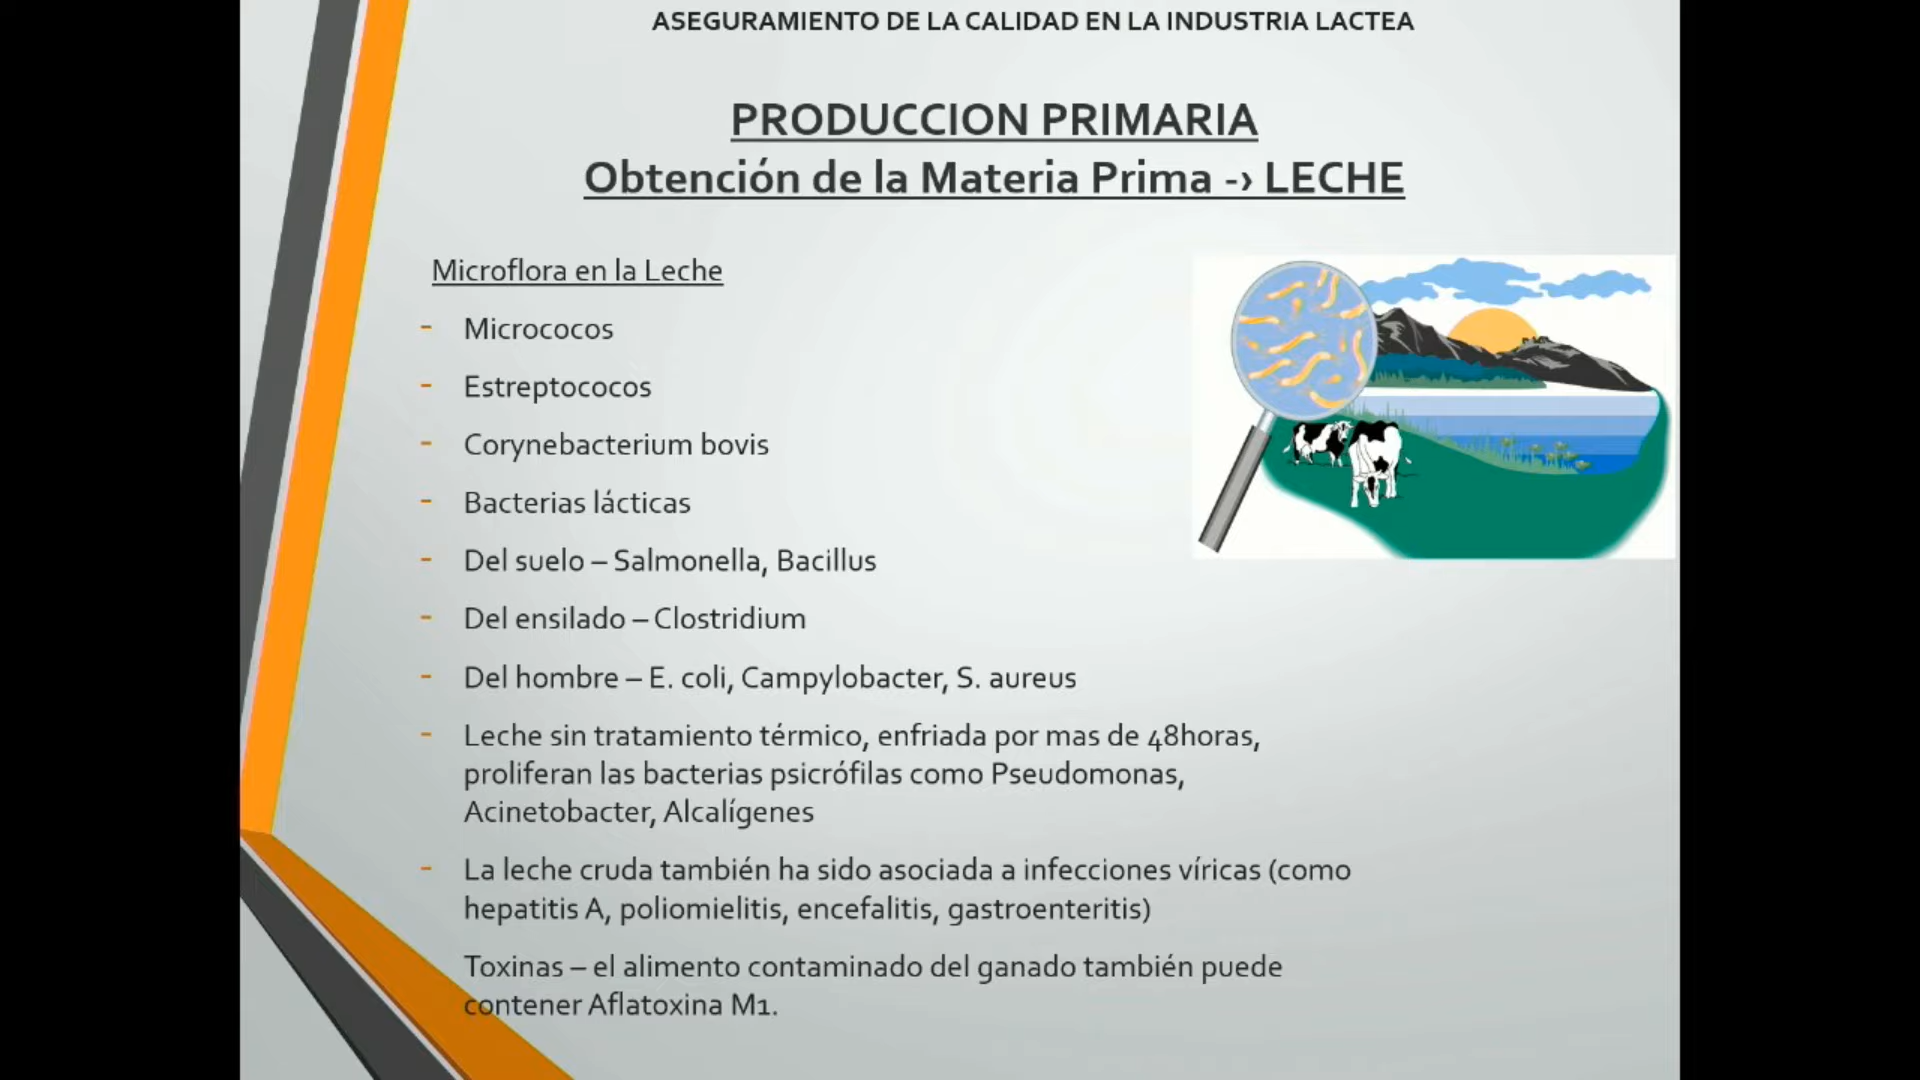 ASEGURAMIENTO DE LA CALIDAD EN LA INDUSTRIA LACTEA
PRODUCCION PRIMARIA
Obtención de la Materia Prima -› LECHE
Microflora en la Leche
- Micrococos
- Estreptococos
- Corynebacterium bovis
- Bacterias lácticas
- Del suelo – Salmonella, Bacillus
- Del ensilado – Clostridium
- Del hombre – E. coli, Campylobacter, S. aureus
- Leche sin tratamiento térmico, enfriada por mas de 48horas,
proliferan las bacterias psicrófilas como Pseudomonas,
Acinetobacter, Alcalígenes
- La leche cruda también ha sido asociada a infecciones víricas (como
hepatitis A, poliomielitis, encefalitis, gastroenteritis)
Toxinas – el alimento contaminado del ganado también puede
contener Aflatoxina M1.